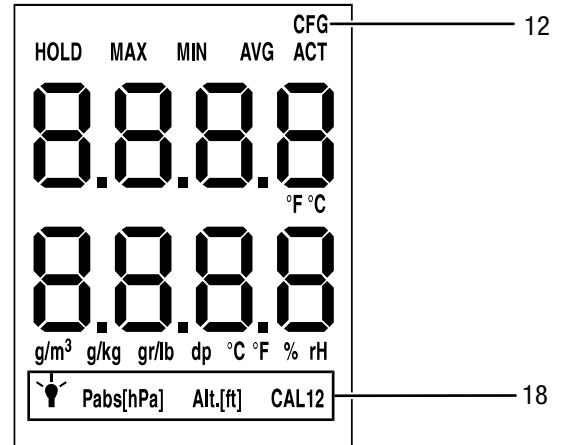 CFG 12
HOLD MAX MIN AVG ACT
8.8.8.8
°F °C
8.8.8.8
g/m³ g/kg gr/lb dp °C °F % rH
Pabs[hPa] Alt.[ft] CAL12 18